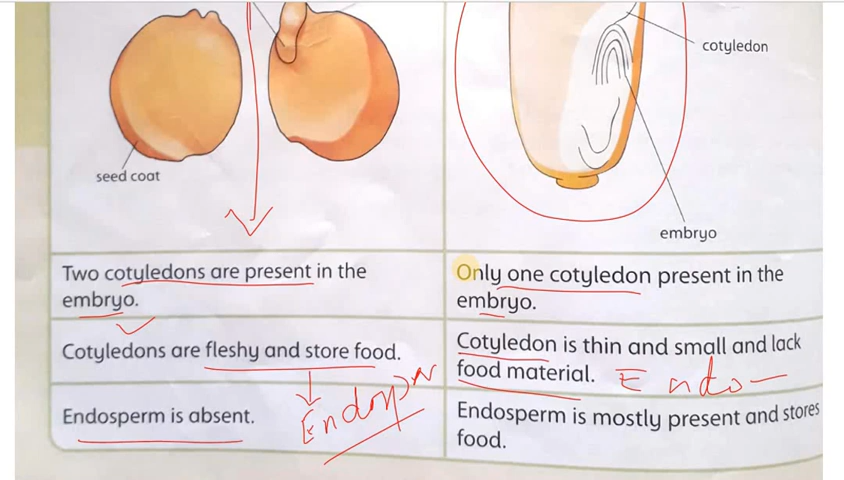 cotyledon
seed coat
embryo
Two cotyledons are present in the
embryo.
Only one cotyledon present in the
embryo.
Cotyledons are fleshy and store food.
Cotyledon is thin and small and lack
food material.
Endo
Endosperm is absent.
Endosper
Endosperm is mostly present and stores
food.